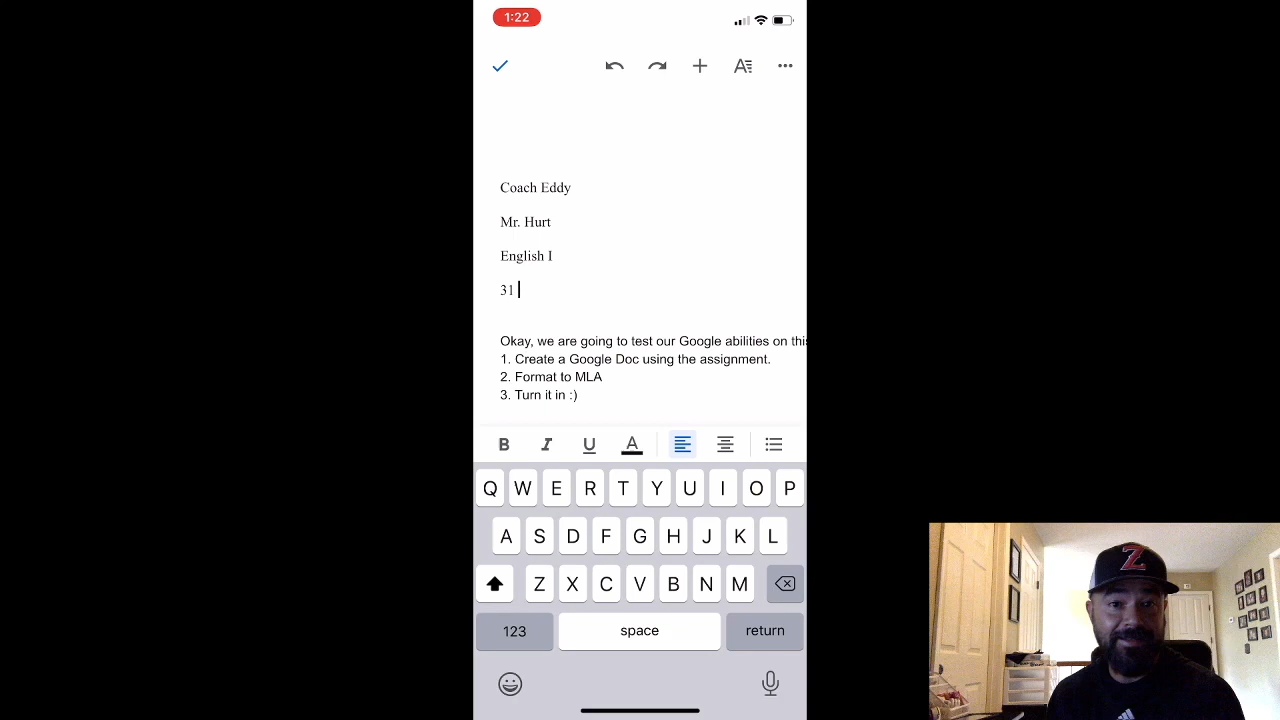 1:22
Coach Eddy
Mr. Hurt
English I
31
Okay, we are going to test our Google abilities on this
1. Create a Google Doc using the assignment.
2. Format to MLA
3. Turn it in :)
B I U A
Q W E R T Y U I O P
A S D F G H J K L
Z X C V B N M
123 space return
Z